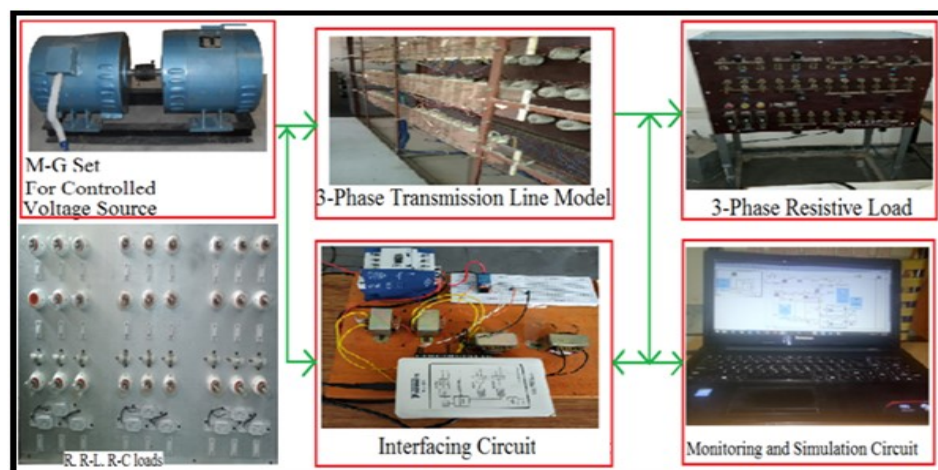 M-G Set
For Controlled
Voltage Source
3-Phase Transmission Line Model
3-Phase Resistive Load
R, R-L, R-C loads
Interfacing Circuit
Monitoring and Simulation Circuit